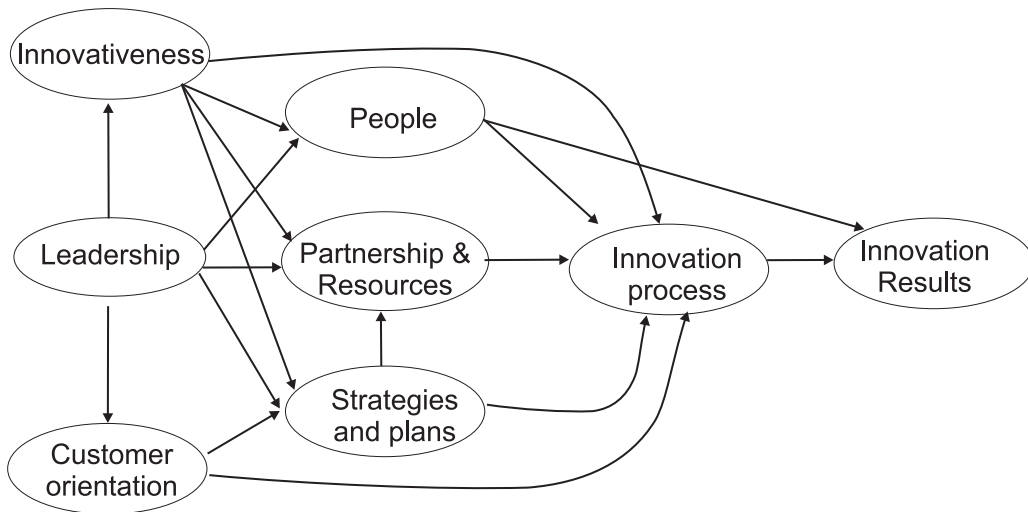 Innovativeness
People
Leadership
Partnership &
Resources
Innovation
process
Innovation
Results
Strategies
and plans
Customer
orientation